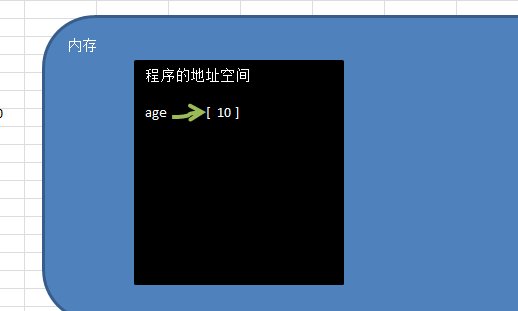 内存
程序的地址空间
age [ 10 ]